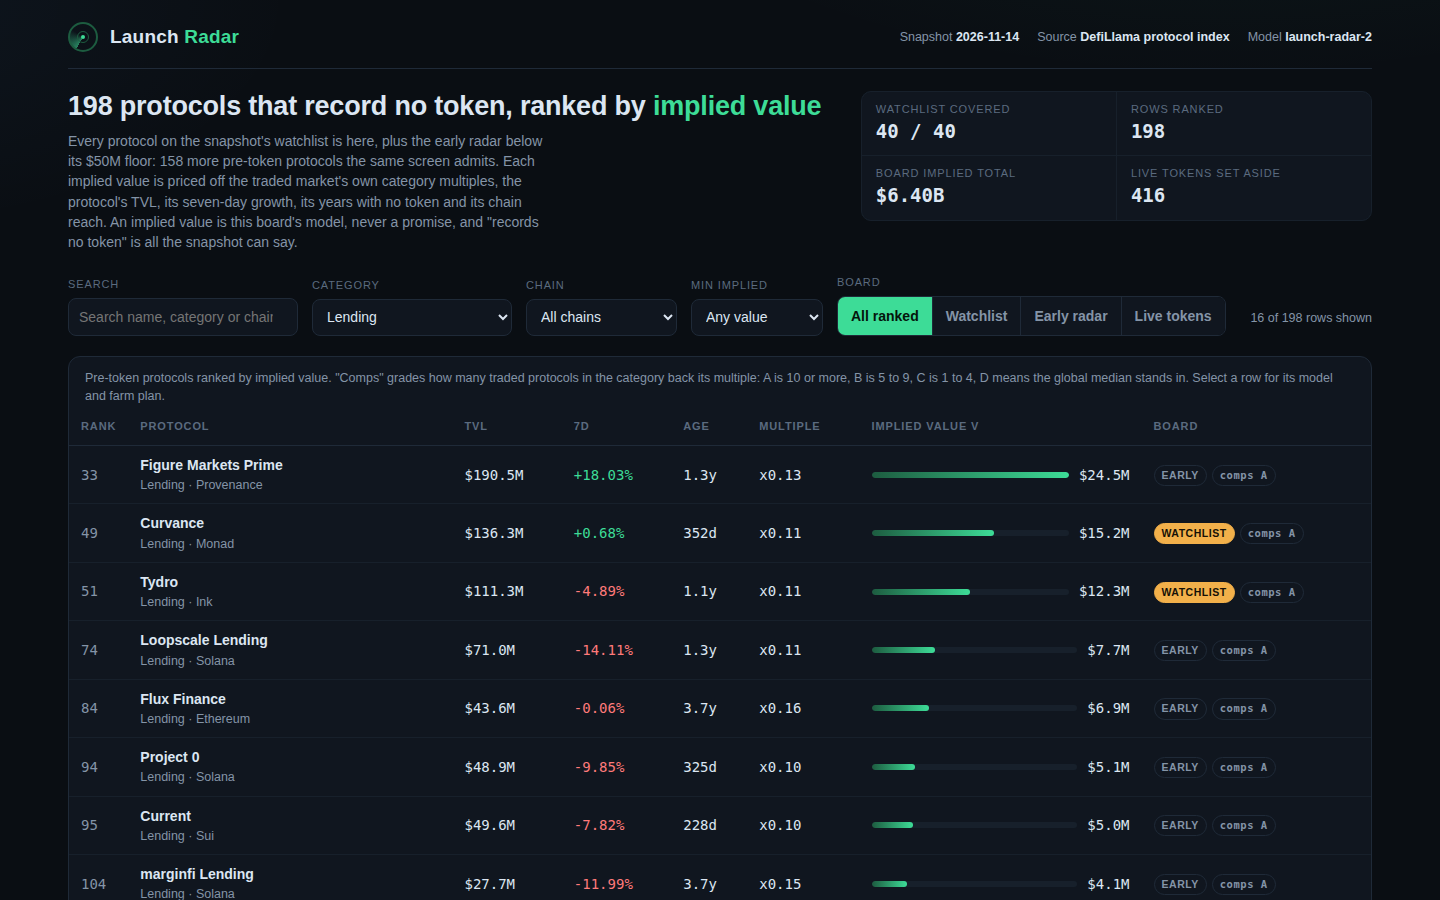 Launch Radar
Snapshot 2026-11-14 Source DefiLlama protocol index Model launch-radar-2
198 protocols that record no token, ranked by implied value
Every protocol on the snapshot's watchlist is here, plus the early radar below
its $50M floor: 158 more pre-token protocols the same screen admits. Each
implied value is priced off the traded market's own category multiples, the
protocol's TVL, its seven-day growth, its years with no token and its chain
reach. An implied value is this board's model, never a promise, and "records
no token" is all the snapshot can say.
WATCHLIST COVERED
40 / 40
ROWS RANKED
198
BOARD IMPLIED TOTAL
$6.40B
LIVE TOKENS SET ASIDE
416
SEARCH
Search name, category or chain
CATEGORY
Lending
CHAIN
All chains
MIN IMPLIED
Any value
BOARD
All ranked Watchlist Early radar Live tokens
16 of 198 rows shown
Pre-token protocols ranked by implied value. "Comps" grades how many traded protocols in the category back its multiple: A is 10 or more, B is 5 to 9, C is 1 to 4, D means the global median stands in. Select a row for its model
and farm plan.
RANK PROTOCOL TVL 7D AGE MULTIPLE IMPLIED VALUE V BOARD
33 Figure Markets Prime $190.5M +18.03% 1.3y x0.13 $24.5M EARLY comps A
Lending · Provenance
49 Curvance $136.3M +0.68% 352d x0.11 $15.2M WATCHLIST comps A
Lending · Monad
51 Tydro $111.3M -4.89% 1.1y x0.11 $12.3M WATCHLIST comps A
Lending · Ink
74 Loopscale Lending $71.0M -14.11% 1.3y x0.11 $7.7M EARLY comps A
Lending · Solana
84 Flux Finance $43.6M -0.06% 3.7y x0.16 $6.9M EARLY comps A
Lending · Ethereum
94 Project 0 $48.9M -9.85% 325d x0.10 $5.1M EARLY comps A
Lending · Solana
95 Current $49.6M -7.82% 228d x0.10 $5.0M EARLY comps A
Lending · Sui
104 marginfi Lending $27.7M -11.99% 3.7y x0.15 $4.1M EARLY comps A
Lending · Solana